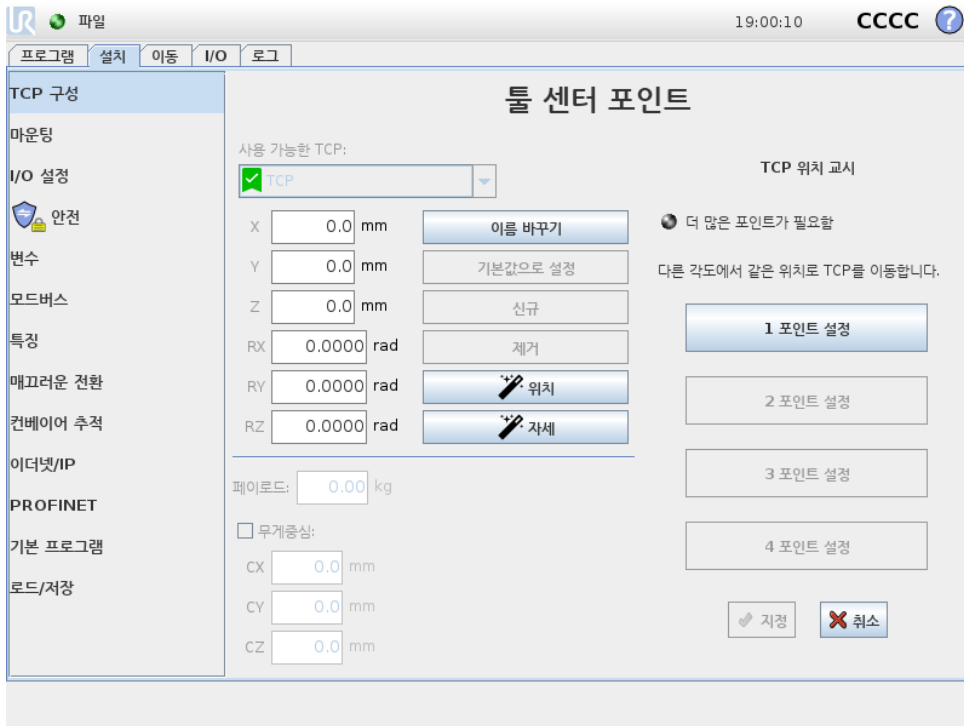 UR 파일 19:00:10 CCCC ?
프로그램 설치 이동 I/O 로그
TCP 구성
마운팅
I/O 설정
안전
변수
모드버스
특징
매끄러운 전환
컨베이어 추적
이더넷/IP
PROFINET
기본 프로그램
로드/저장
툴 센터 포인트
사용 가능한 TCP:
TCP
X 0.0 mm 이름 바꾸기
Y 0.0 mm 기본값으로 설정
Z 0.0 mm 신규
RX 0.0000 rad 제거
RY 0.0000 rad 위치
RZ 0.0000 rad 자세
페이로드: 0.00 kg
무게중심:
CX 0.0 mm
CY 0.0 mm
CZ 0.0 mm
TCP 위치 교시
더 많은 포인트가 필요함
다른 각도에서 같은 위치로 TCP를 이동합니다.
1 포인트 설정
2 포인트 설정
3 포인트 설정
4 포인트 설정
지정 취소